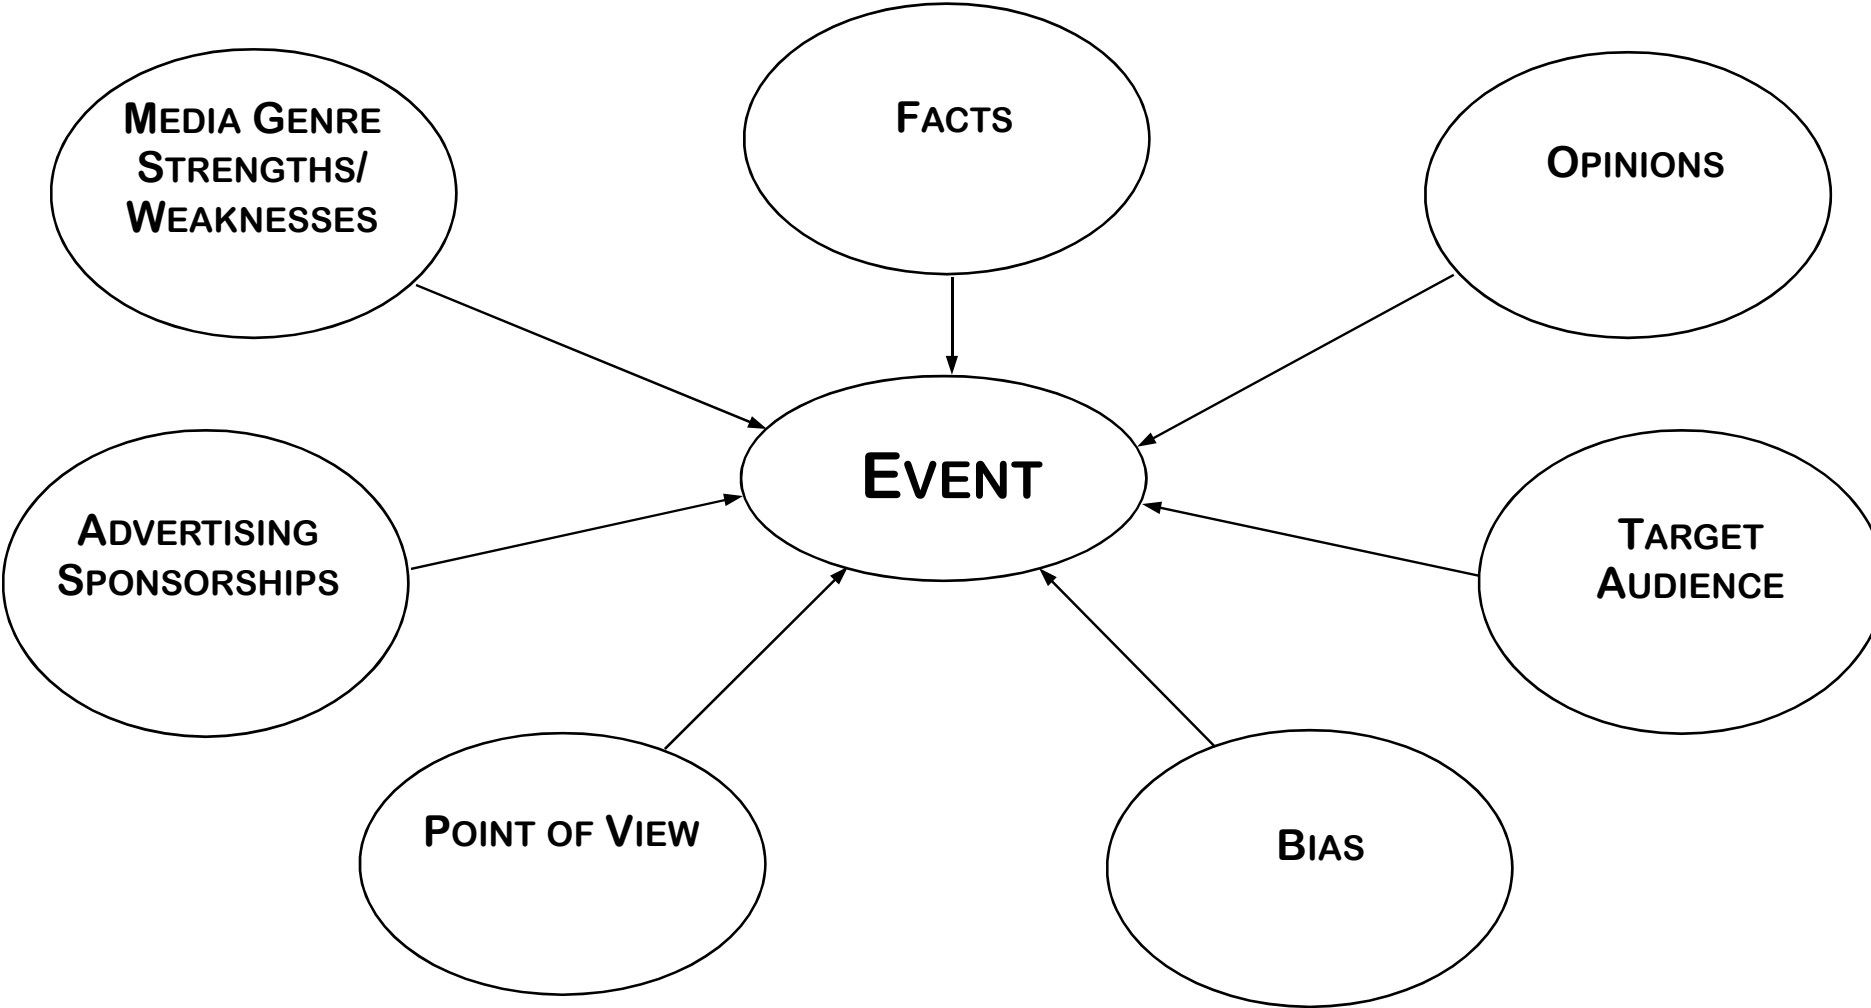 Media Genre
Strengths/
Weaknesses
Facts
Opinions
Event
Advertising
Sponsorships
Target
Audience
Point of View
Bias